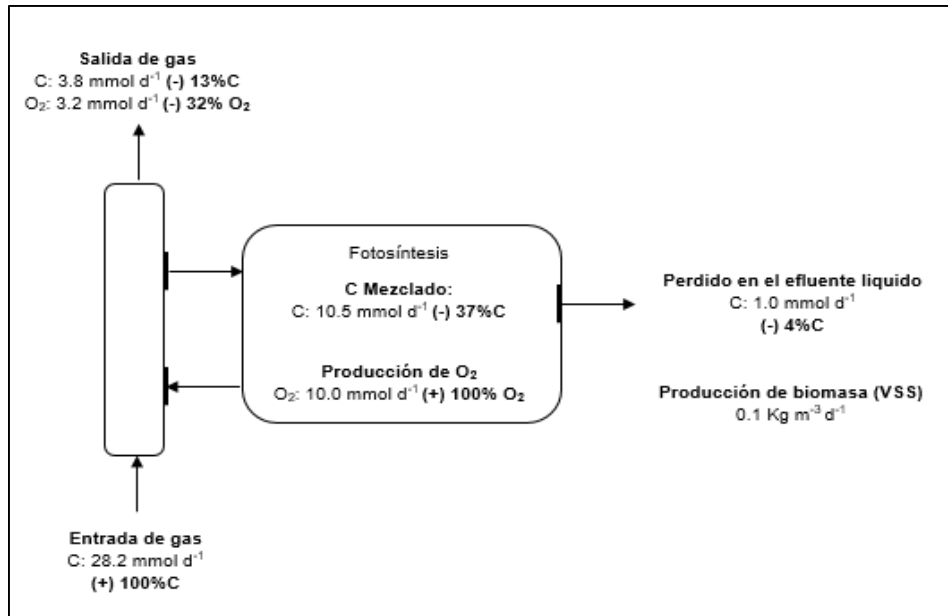 Salida de gas
C: 3.8 mmol d⁻¹ (-) 13%C
O₂: 3.2 mmol d⁻¹ (-) 32% O₂
Fotosíntesis
C Mezclado:
C: 10.5 mmol d⁻¹ (-) 37%C
Producción de O₂
O₂: 10.0 mmol d⁻¹ (+) 100% O₂
Perdido en el efluente liquido
C: 1.0 mmol d⁻¹
(-) 4%C
Producción de biomasa (VSS)
0.1 Kg m⁻³ d⁻¹
Entrada de gas
C: 28.2 mmol d⁻¹
(+) 100%C